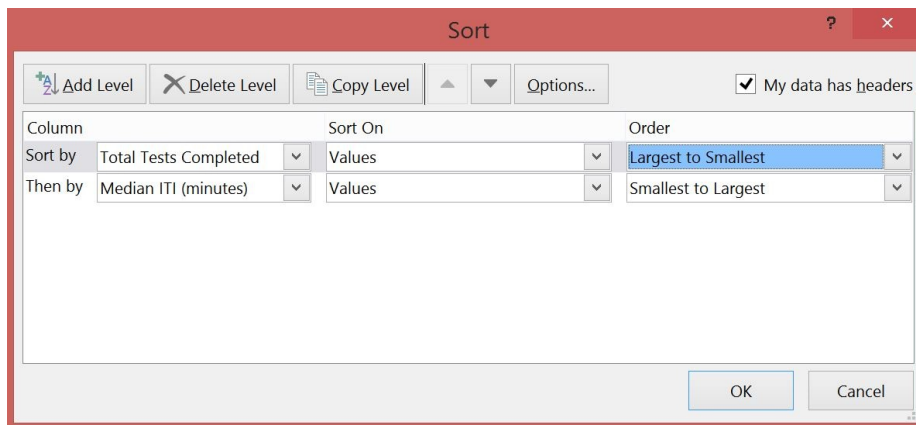 Sort ?
Add Level Delete Level Copy Level Options... My data has headers
Column Sort On Order
Sort by Total Tests Completed Values Largest to Smallest
Then by Median ITI (minutes) Values Smallest to Largest
OK Cancel